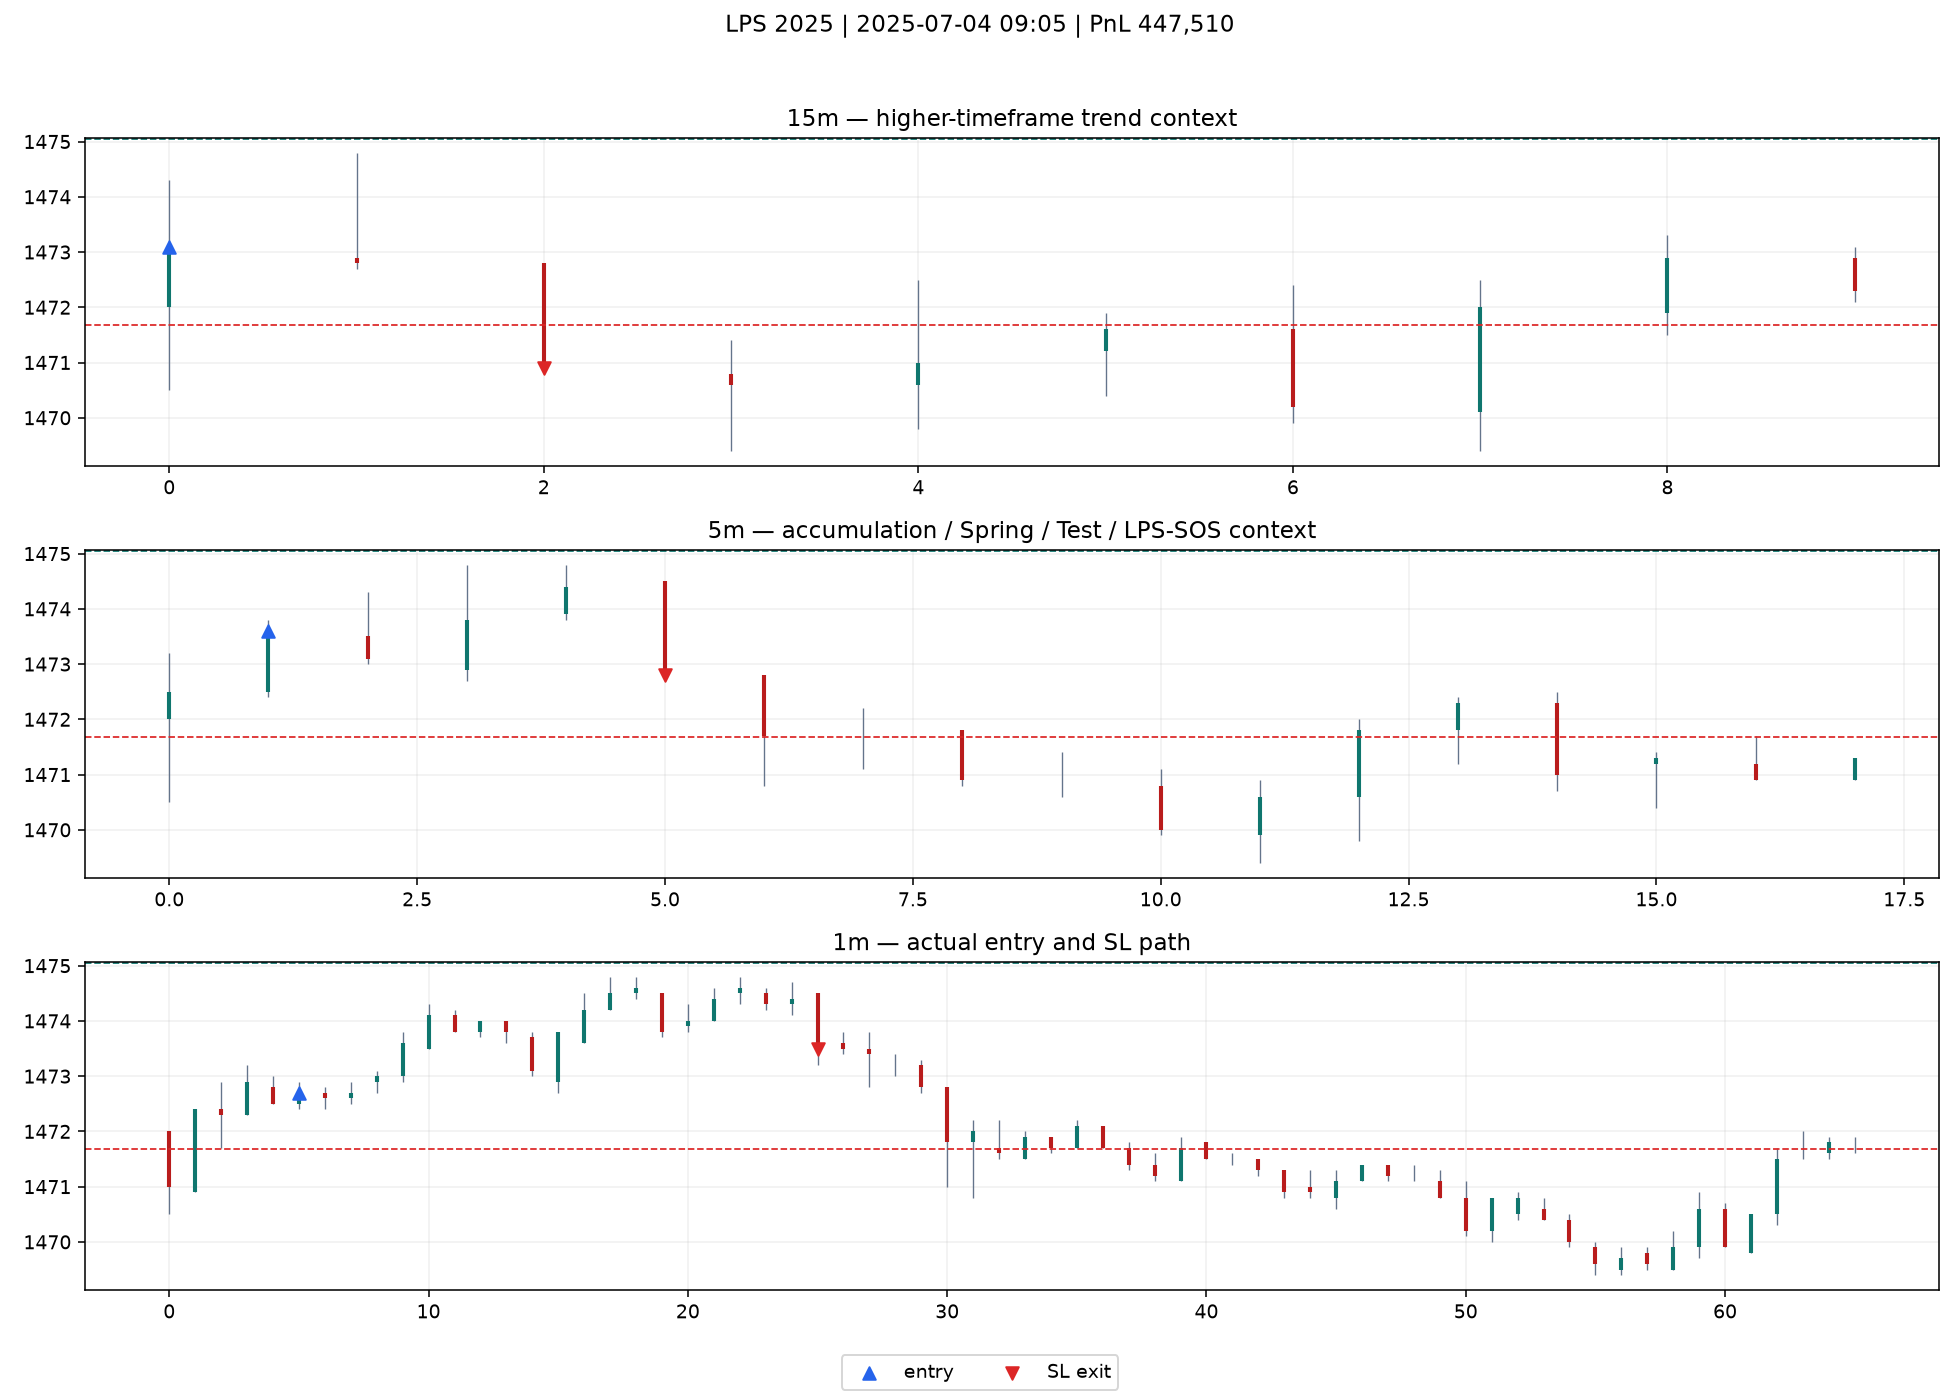 LPS 2025 | 2025-07-04 09:05 | PnL 447,510
15m — higher-timeframe trend context
1475
1474
1473
1472
1471
1470
0 2 4 6 8
5m — accumulation / Spring / Test / LPS-SOS context
1475
1474
1473
1472
1471
1470
0.0 2.5 5.0 7.5 10.0 12.5 15.0 17.5
1m — actual entry and SL path
1475
1474
1473
1472
1471
1470
0 10 20 30 40 50 60
entry SL exit